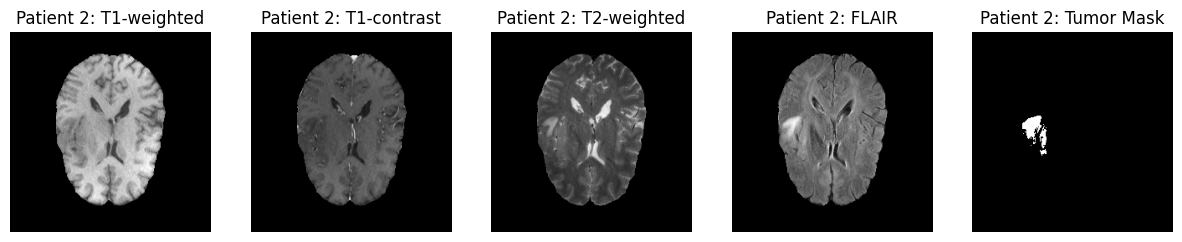 Patient 2: T1-weighted
Patient 2: T1-contrast
Patient 2: T2-weighted
Patient 2: FLAIR
Patient 2: Tumor Mask